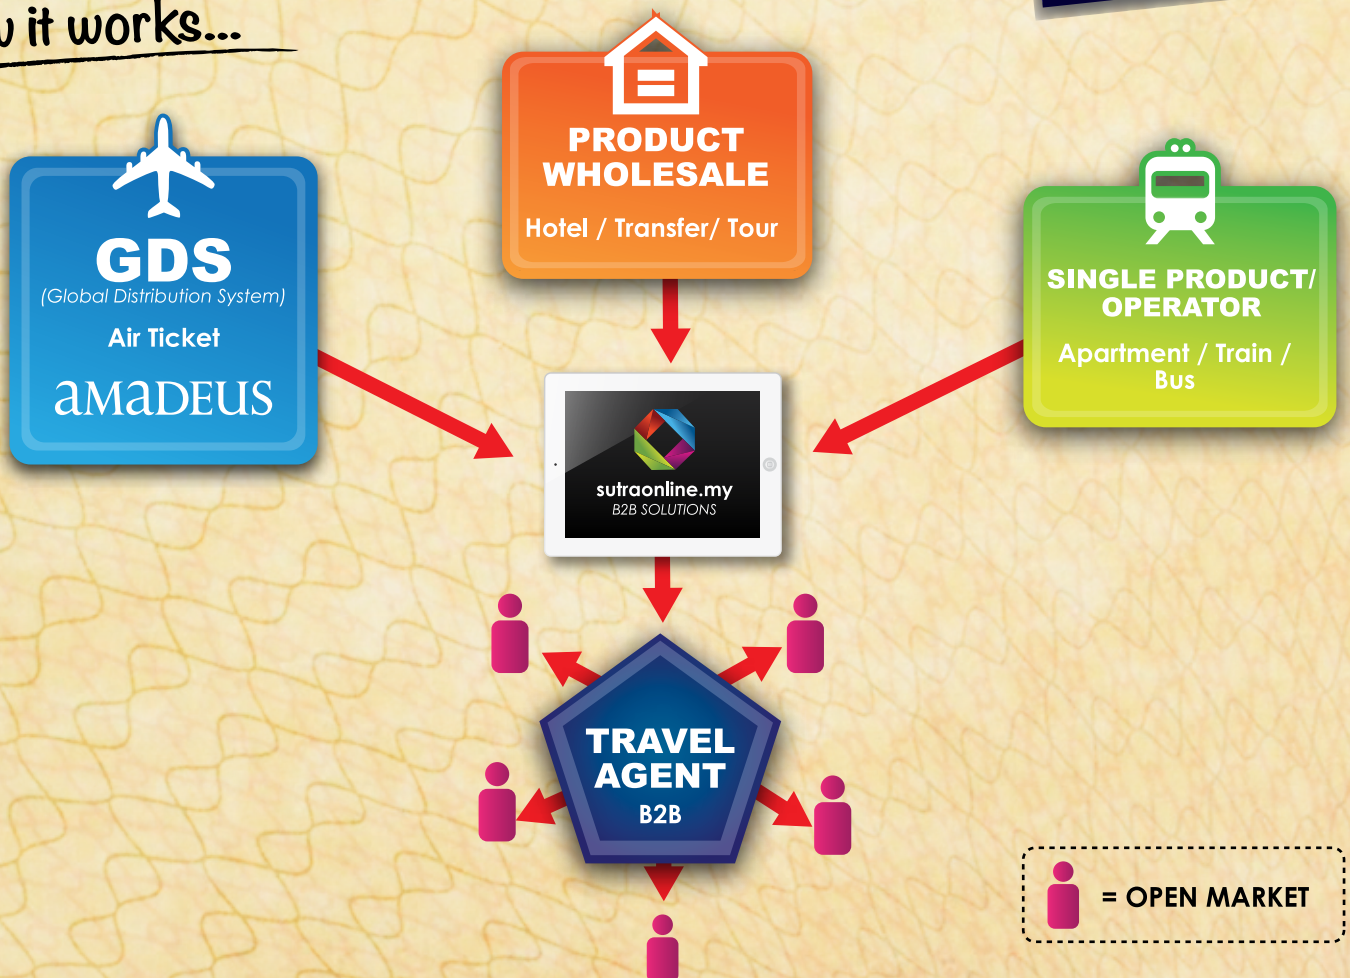 it works...
PRODUCT
WHOLESALE
Hotel / Transfer/ Tour
GDS
(Global Distribution System)
Air Ticket
amadeus
SINGLE PRODUCT/
OPERATOR
Apartment / Train /
Bus
sutraonline.my
B2B SOLUTIONS
TRAVEL
AGENT
B2B
= OPEN MARKET